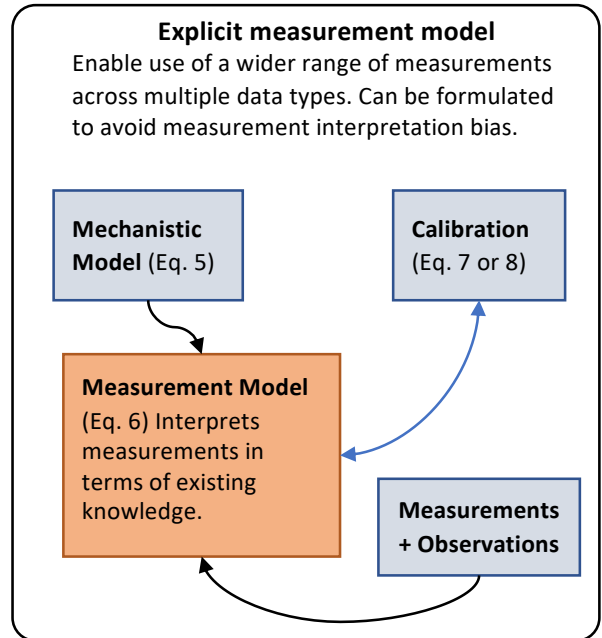 Explicit measurement model
Enable use of a wider range of measurements
across multiple data types. Can be formulated
to avoid measurement interpretation bias.
Mechanistic
Model (Eq. 5)
Calibration
(Eq. 7 or 8)
Measurement Model
(Eq. 6) Interprets
measurements in
terms of existing
knowledge.
Measurements
+ Observations